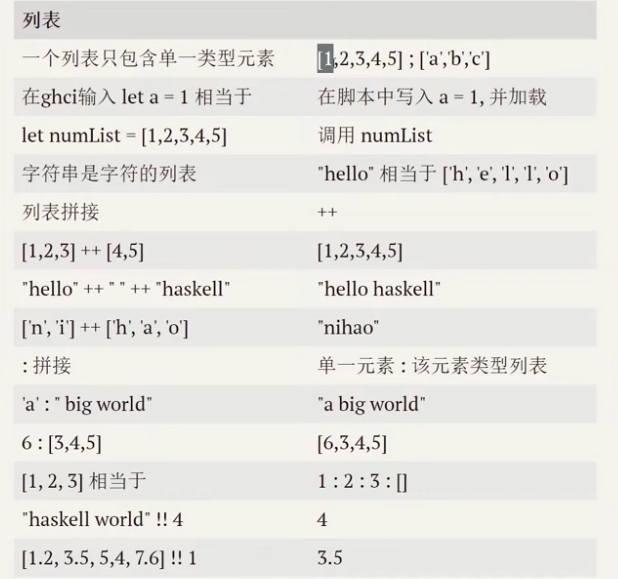 列表
一个列表只包含单一类型元素 [1,2,3,4,5] ; ['a','b','c']
在ghci输入 let a = 1 相当于 在脚本中写入 a = 1, 并加载
let numList = [1,2,3,4,5] 调用 numList
字符串是字符的列表 "hello" 相当于 ['h', 'e', 'l', 'l', 'o']
列表拼接 ++
[1,2,3] ++ [4,5] [1,2,3,4,5]
"hello" ++ " " ++ "haskell" "hello haskell"
['n', 'i'] ++ ['h', 'a', 'o'] "nihao"
: 拼接 单一元素 : 该元素类型列表
'a' : " big world" "a big world"
6 : [3,4,5] [6,3,4,5]
[1, 2, 3] 相当于 1 : 2 : 3 : []
"haskell world" !! 4 4
[1.2, 3.5, 5,4, 7.6] !! 1 3.5